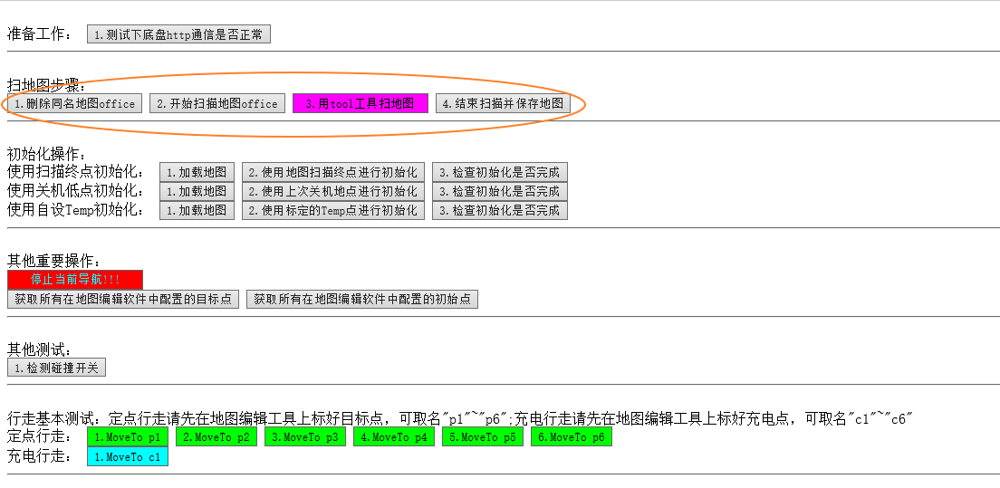 准备工作： 1.测试下底盘http通信是否正常
扫地图步骤：
1.删除同名地图office 2.开始扫描地图office 3.用tool工具扫地图 4.结束扫描并保存地图
初始化操作：
使用扫描终点初始化： 1.加载地图 2.使用地图扫描终点进行初始化 3.检查初始化是否完成
使用关机低点初始化： 1.加载地图 2.使用上次关机地点进行初始化 3.检查初始化是否完成
使用自设Temp初始化： 1.加载地图 2.使用标定的Temp点进行初始化 3.检查初始化是否完成
其他重要操作：
停止当前导航!!!
获取所有在地图编辑软件中配置的目标点 获取所有在地图编辑软件中配置的初始点
其他测试：
1.检测碰撞开关
行走基本测试：定点行走请先在地图编辑工具上标好目标点，可取名"p1"~"p6";充电行走请先在地图编辑工具上标好充电点，可取名"c1"~"c6"
定点行走： 1.MoveTo p1 2.MoveTo p2 3.MoveTo p3 4.MoveTo p4 5.MoveTo p5 6.MoveTo p6
充电行走： 1.MoveTo c1